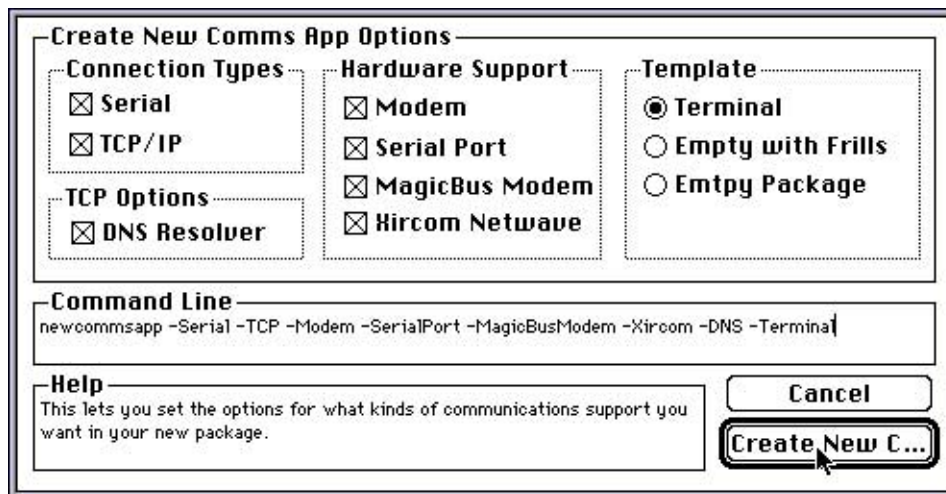 Create New Comms App Options
Connection Types
Serial
TCP/IP
TCP Options
DNS Resolver
Hardware Support
Modem
Serial Port
MagicBus Modem
Xircom Netwave
Template
Terminal
Empty with Frills
Emtpy Package
Command Line
newcommsapp -Serial -TCP -Modem -SerialPort -MagicBusModem -Xircom -DNS -Terminal
Help
This lets you set the options for what kinds of communications support you
want in your new package.
Cancel
Create New C...